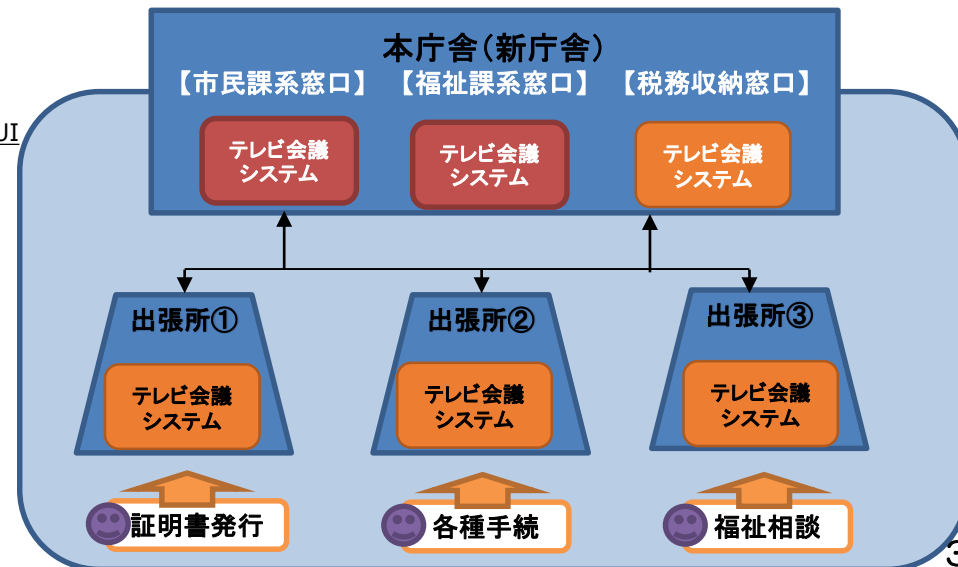 本庁舎(新庁舎)
【市民課系窓口】 【福祉課系窓口】 【税務収納窓口】
UI
テレビ会議
システム
テレビ会議
システム
テレビ会議
システム
出張所①
出張所②
出張所③
テレビ会議
システム
テレビ会議
システム
テレビ会議
システム
証明書発行
各種手続
福祉相談
3